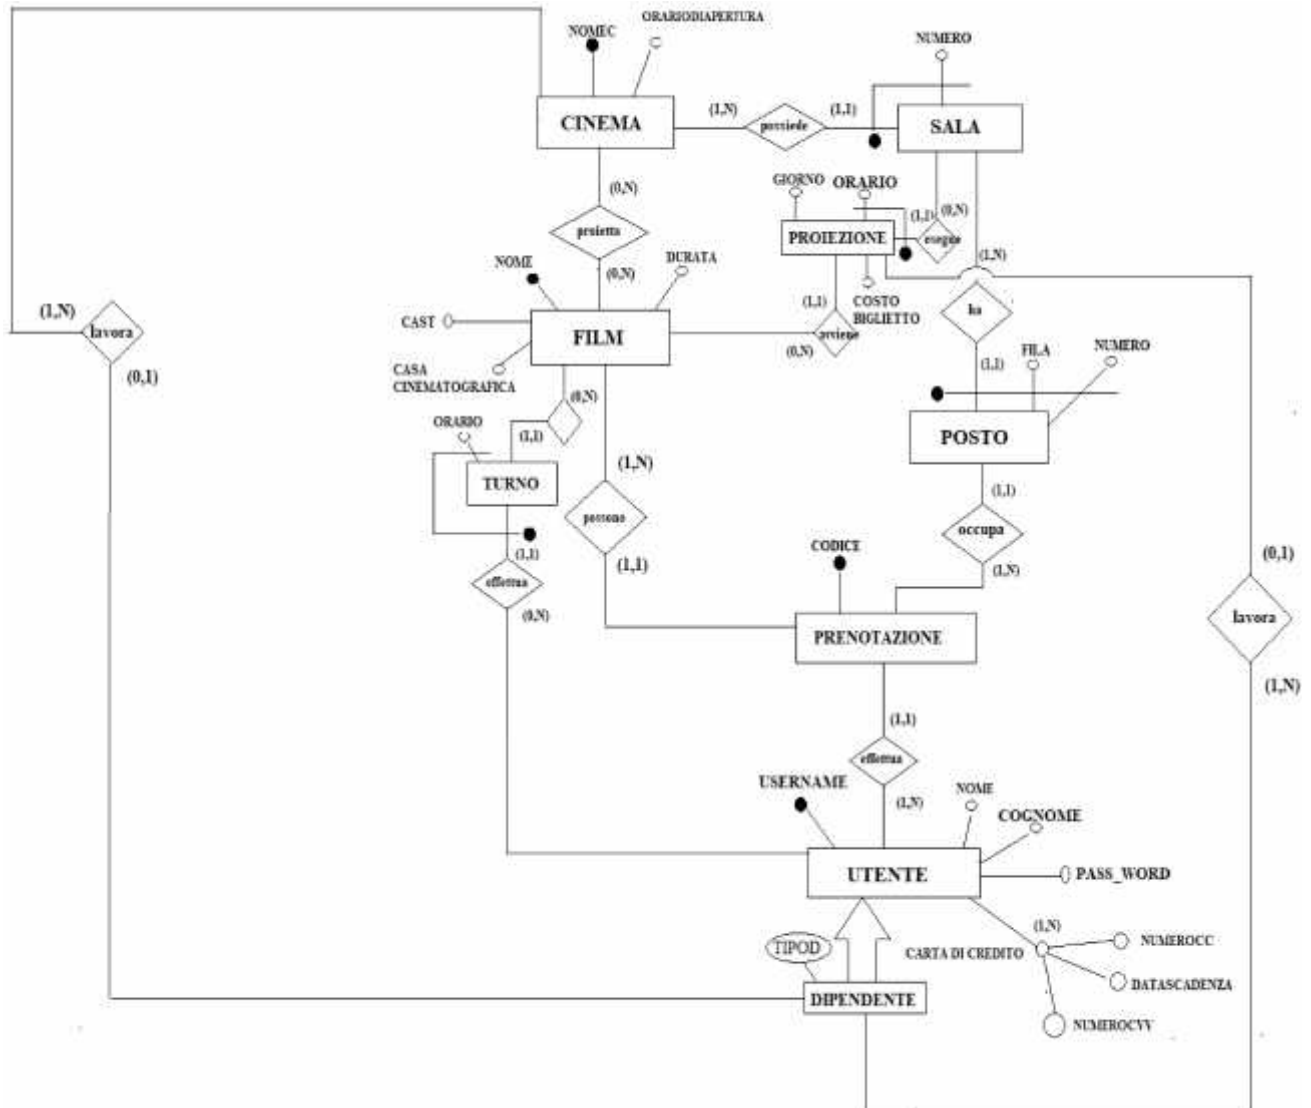 ORARIODIAPERTURA
NOMEC
NUMERO
(1,N)
(1,1)
CINEMA
possiede
SALA
(0,N)
GIORNO
ORARIO
(1,1)
(0,N)
proietta
PROIEZIONE
esegue
NOME
DURATA
(0,N)
(1,N)
(1,N)
lavora
(1,1)
COSTO
BIGLIETTO
ha
CAST
FILM
avviene
(0,N)
FILA
NUMERO
CASA
CINEMATOGRAFICA
(1,1)
(0,1)
(0,N)
ORARIO
(1,1)
POSTO
(1,N)
TURNO
(1,1)
possono
occupa
CODICE
(1,1)
(1,1)
(1,N)
(0,1)
effettua
(0,N)
lavora
PRENOTAZIONE
(1,N)
(1,1)
effettua
USERNAME
(1,N)
NOME
COGNOME
UTENTE
PASS_WORD
(1,N)
TIPOD
CARTA DI CREDITO
NUMEROCC
DATASCADENZA
DIPENDENTE
NUMEROCVV